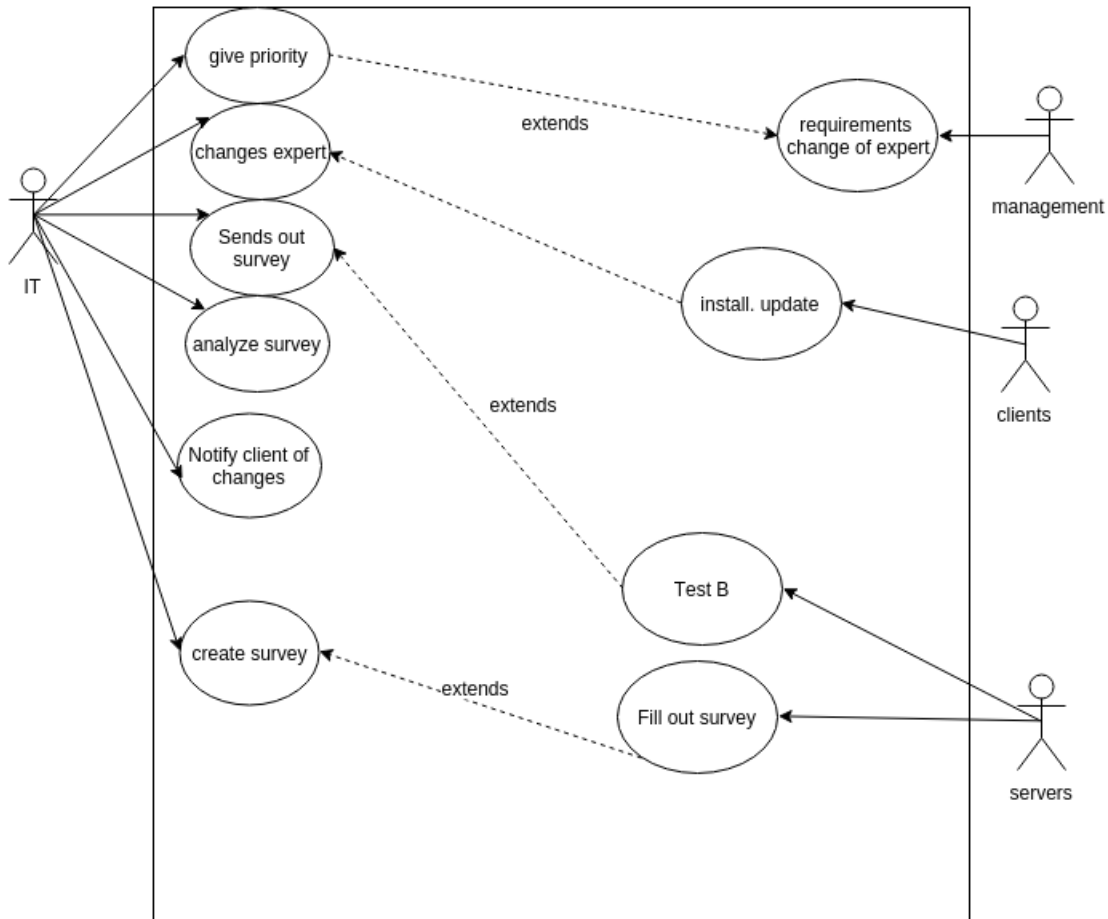 give priority
extends
requirements
change of expert
management
changes expert
Sends out
survey
IT
install. update
analyze survey
clients
extends
Notify client of
changes
Test B
create survey
extends
Fill out survey
servers